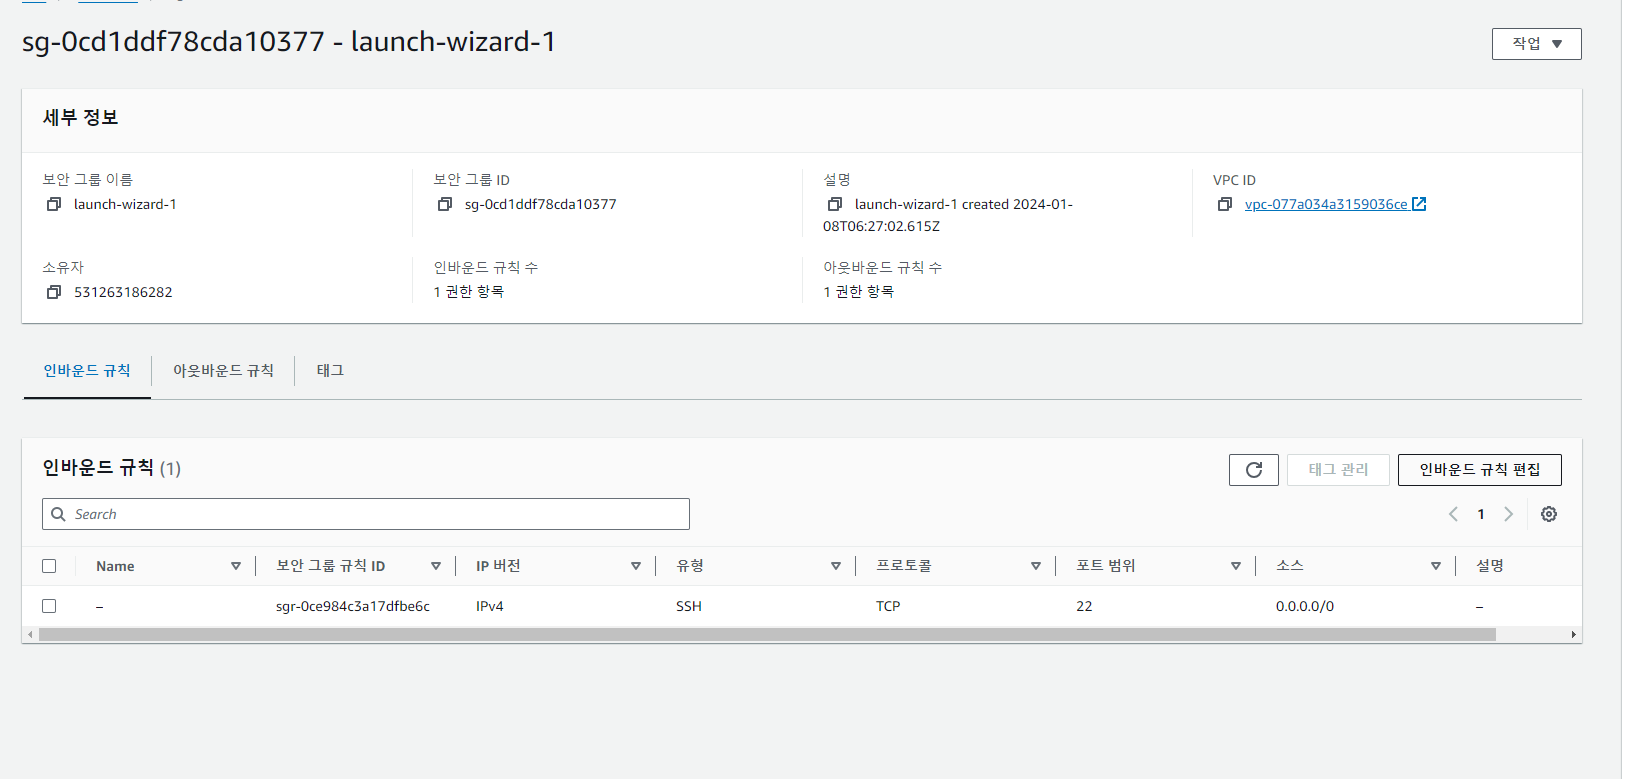 sg-0cd1ddf78cda10377 - launch-wizard-1
작업
세부 정보
보안 그룹 이름
launch-wizard-1
보안 그룹 ID
sg-0cd1ddf78cda10377
설명
launch-wizard-1 created 2024-01-
08T06:27:02.615Z
VPC ID
vpc-077a034a3159036ce
소유자
531263186282
인바운드 규칙 수
1 권한 항목
아웃바운드 규칙 수
1 권한 항목
인바운드 규칙
아웃바운드 규칙
태그
인바운드 규칙 (1)
태그 관리
인바운드 규칙 편집
Search
1
Name 보안 그룹 규칙 ID IP 버전 유형 프로토콜 포트 범위 소스 설명
– sgr-0ce984c3a17dfbe6c IPv4 SSH TCP 22 0.0.0.0/0 –